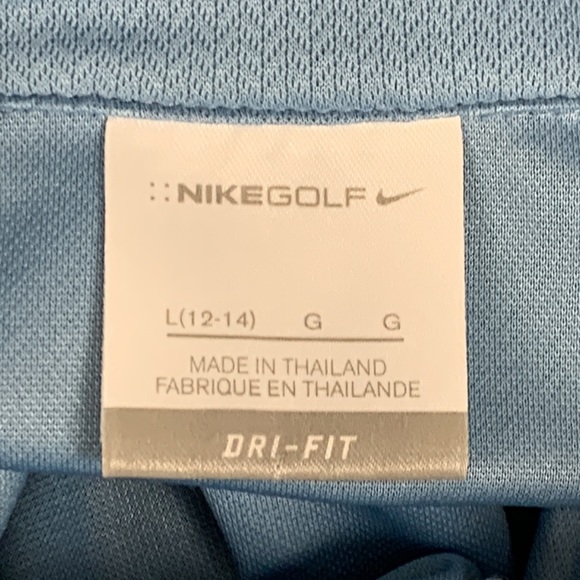 NIKEGOLF
L(12-14) G G
MADE IN THAILAND
FABRIQUE EN THAILANDE
DRI-FIT